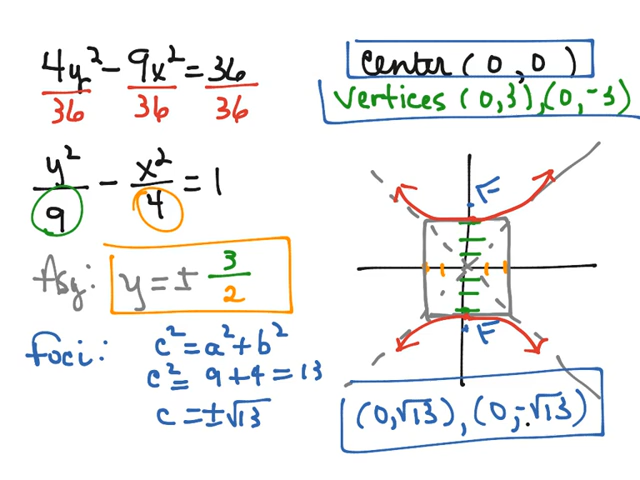 4y² - 9x² = 36
36 36 36
y²/9 - x²/4 = 1
Asy: y = ± 3/2
Foci: c² = a² + b²
c² = 9 + 4 = 13
c = ±√13
Center (0, 0)
Vertices (0, 3), (0, -3)
F
F
(0, √13), (0, -√13)